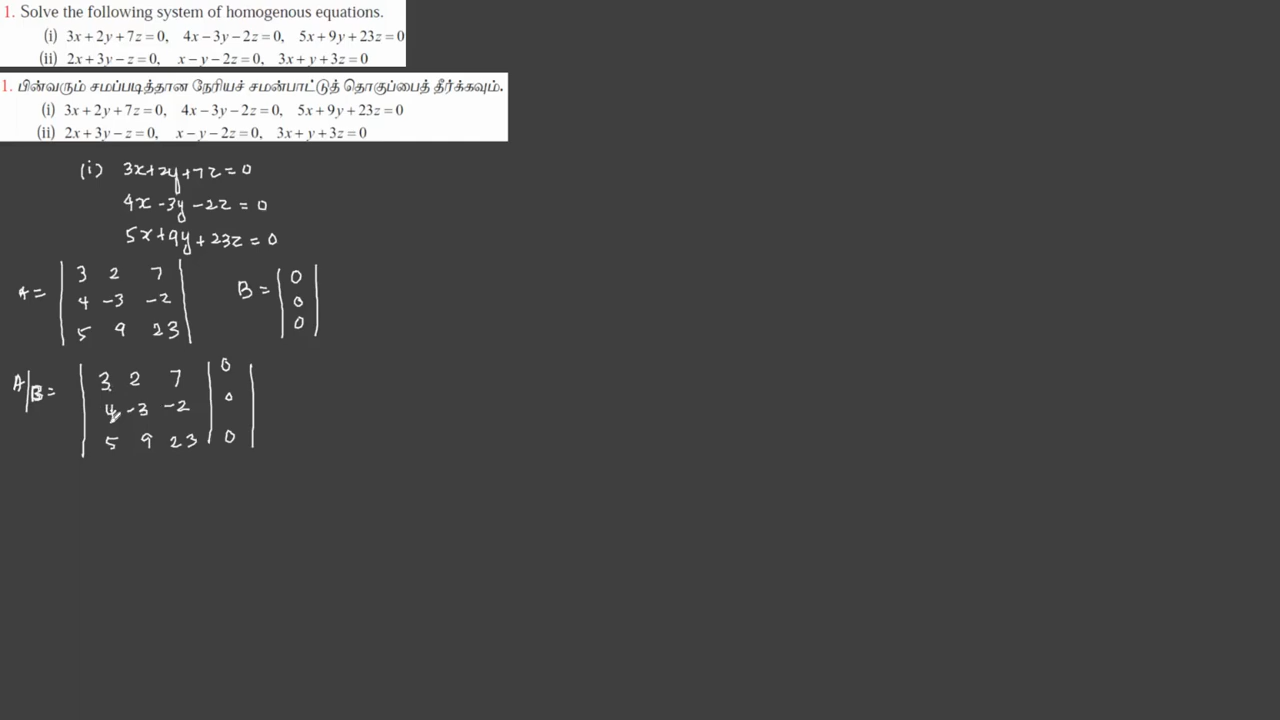 1. Solve the following system of homogenous equations.
(i) 3x + 2y + 7z = 0, 4x − 3y − 2z = 0, 5x + 9y + 23z = 0
(ii) 2x + 3y − z = 0, x − y − 2z = 0, 3x + y + 3z = 0
1. பின்வரும் சமப்படித்தான நேரியச் சமன்பாட்டுத் தொகுப்பைத் தீர்க்கவும்.
(i) 3x + 2y + 7z = 0, 4x − 3y − 2z = 0, 5x + 9y + 23z = 0
(ii) 2x + 3y − z = 0, x − y − 2z = 0, 3x + y + 3z = 0
(i) 3x+2y+7z=0
4x -3y -2z = 0
5x+9y+23z = 0
A = | 3 2 7 | B = | 0 |
| 4 -3 -2 | | 0 |
| 5 9 23 | | 0 |
A/B = | 3 2 7 | 0 |
| 4 -3 -2 | 0 |
| 5 9 23 | 0 |